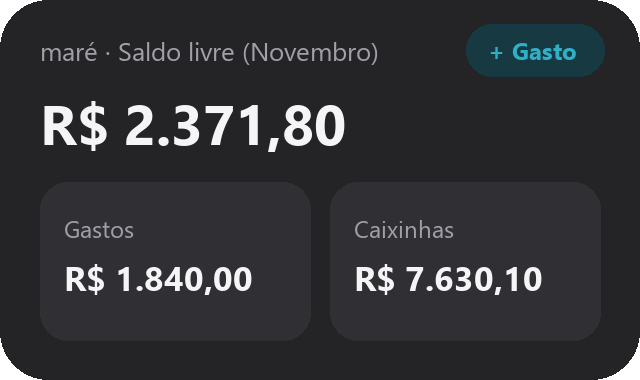 maré · Saldo livre (Novembro)
+ Gasto
R$ 2.371,80
Gastos
R$ 1.840,00
Caixinhas
R$ 7.630,10